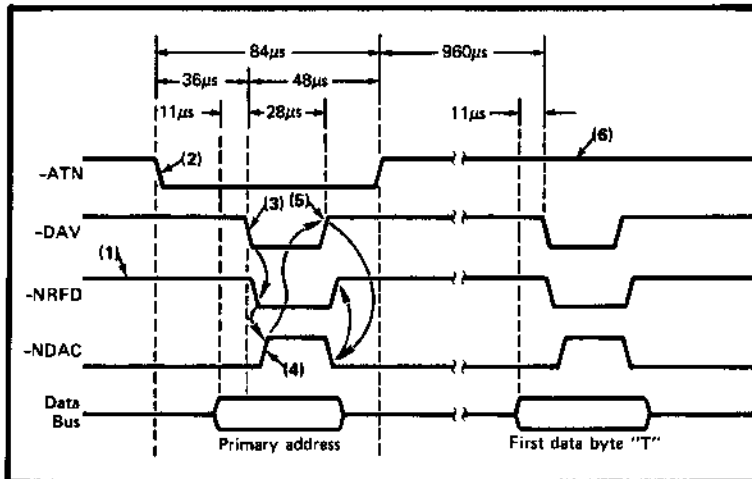 84µs 960µs
36µs 48µs
11µs 28µs 11µs
(6)
-ATN (2)
(3) (5)
-DAV
(1)
-NRFD
-NDAC
(4)
Data
Bus
Primary address First data byte "T"